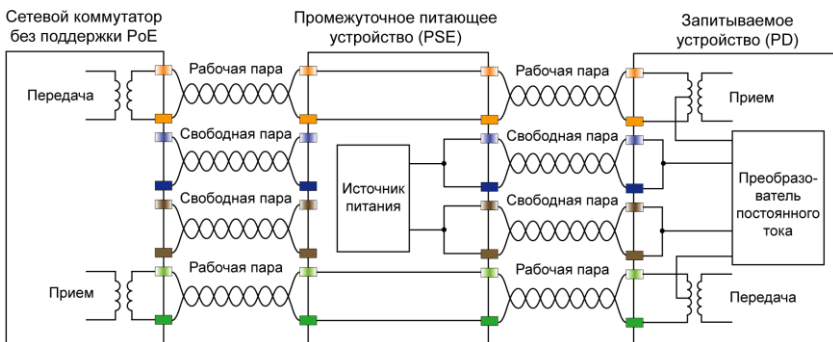 Сетевой коммутатор
без поддержки PoE
Промежуточное питающее
устройство (PSE)
Запитываемое
устройство (PD)
Рабочая пара
Рабочая пара
Передача
Прием
Свободная пара
Свободная пара
Источник
питания
Преобразо-
ватель
постоянного
тока
Свободная пара
Свободная пара
Рабочая пара
Рабочая пара
Прием
Передача